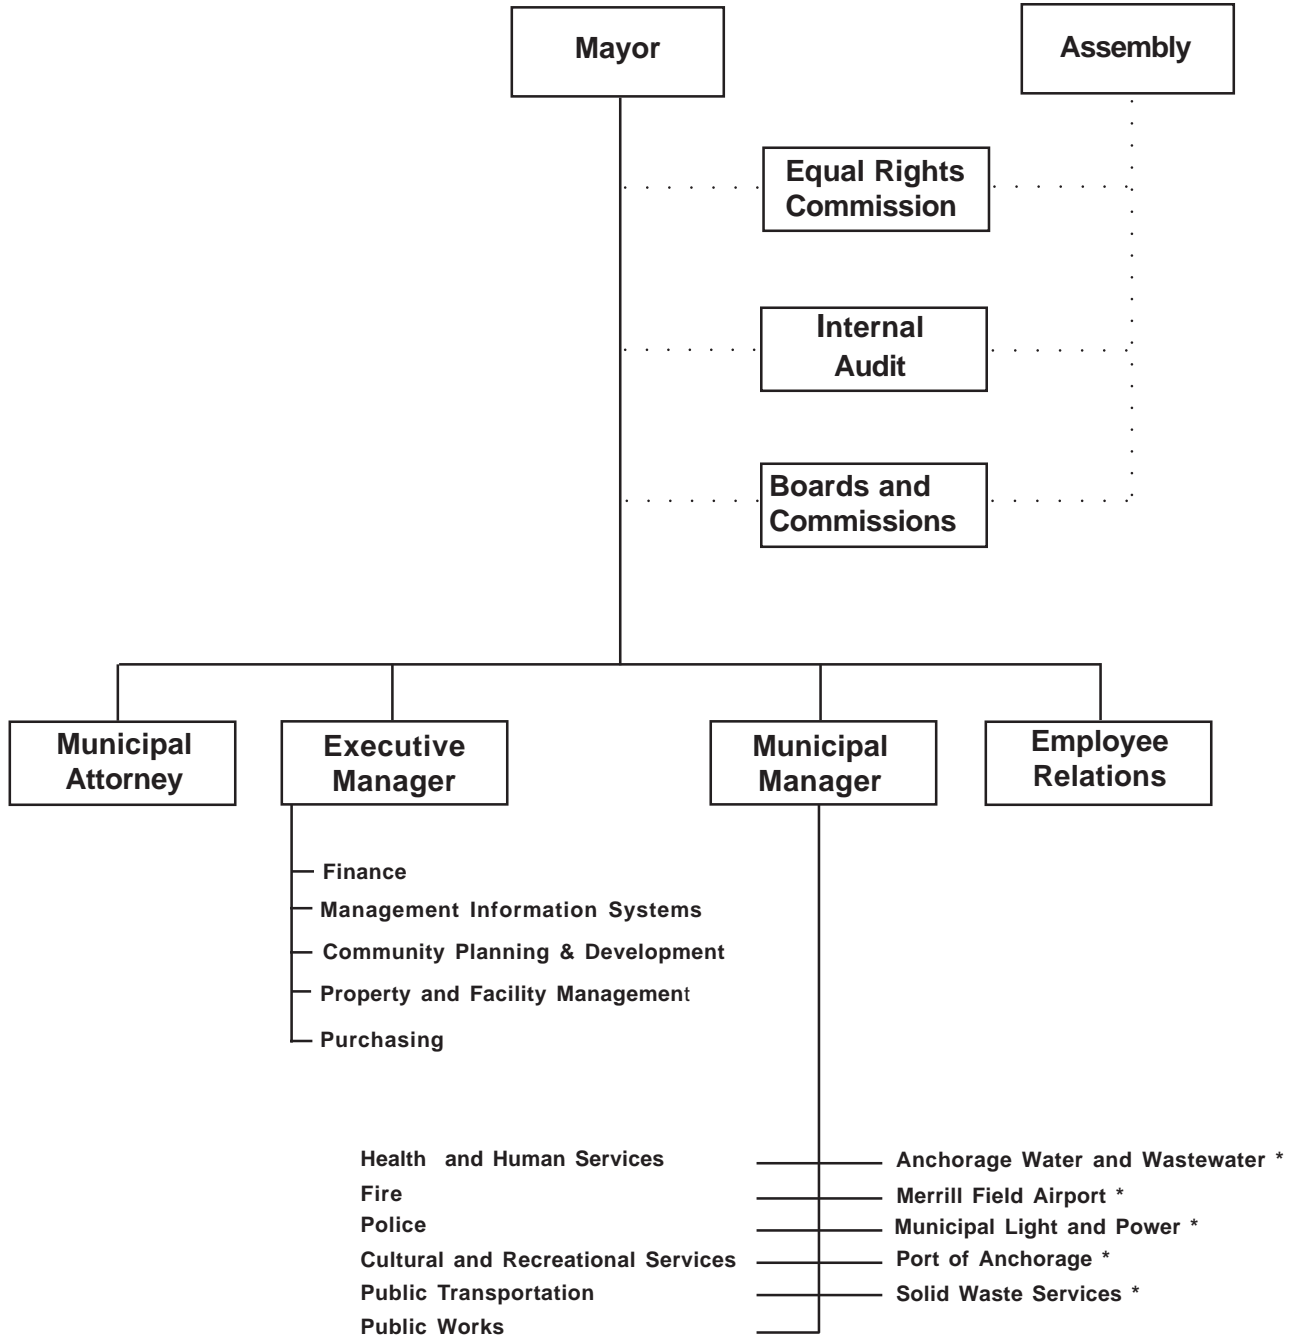 Mayor
Assembly
Equal Rights
Commission
Internal
Audit
Boards and
Commissions
Municipal
Attorney
Executive
Manager
Municipal
Manager
Employee
Relations
Finance
Management Information Systems
Community Planning & Development
Property and Facility Management
Purchasing
Health and Human Services
Anchorage Water and Wastewater *
Fire
Merrill Field Airport *
Police
Municipal Light and Power *
Cultural and Recreational Services
Port of Anchorage *
Public Transportation
Solid Waste Services *
Public Works